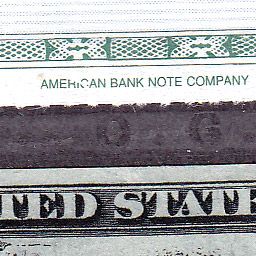 AMERICAN BANK NOTE COMPANY
O G
TED STATE